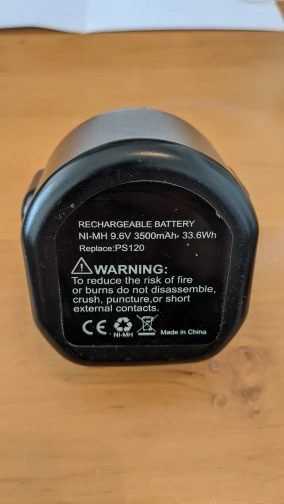 RECHARGEABLE BATTERY
NI-MH 9.6V 3500mAh, 33.6Wh
Replace:PS120
WARNING:
To reduce the risk of fire
or burns do not disassemble,
crush, puncture,or short
external contacts.
CE NI-MH Made in China